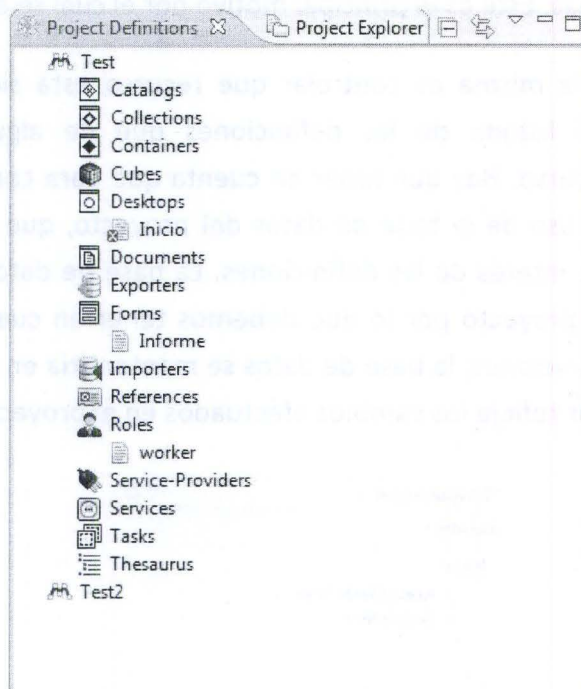 Project Definitions Project Explorer
Test
Catalogs
Collections
Containers
Cubes
Desktops
Inicio
Documents
Exporters
Forms
Informe
Importers
References
Roles
worker
Service-Providers
Services
Tasks
Thesaurus
Test2